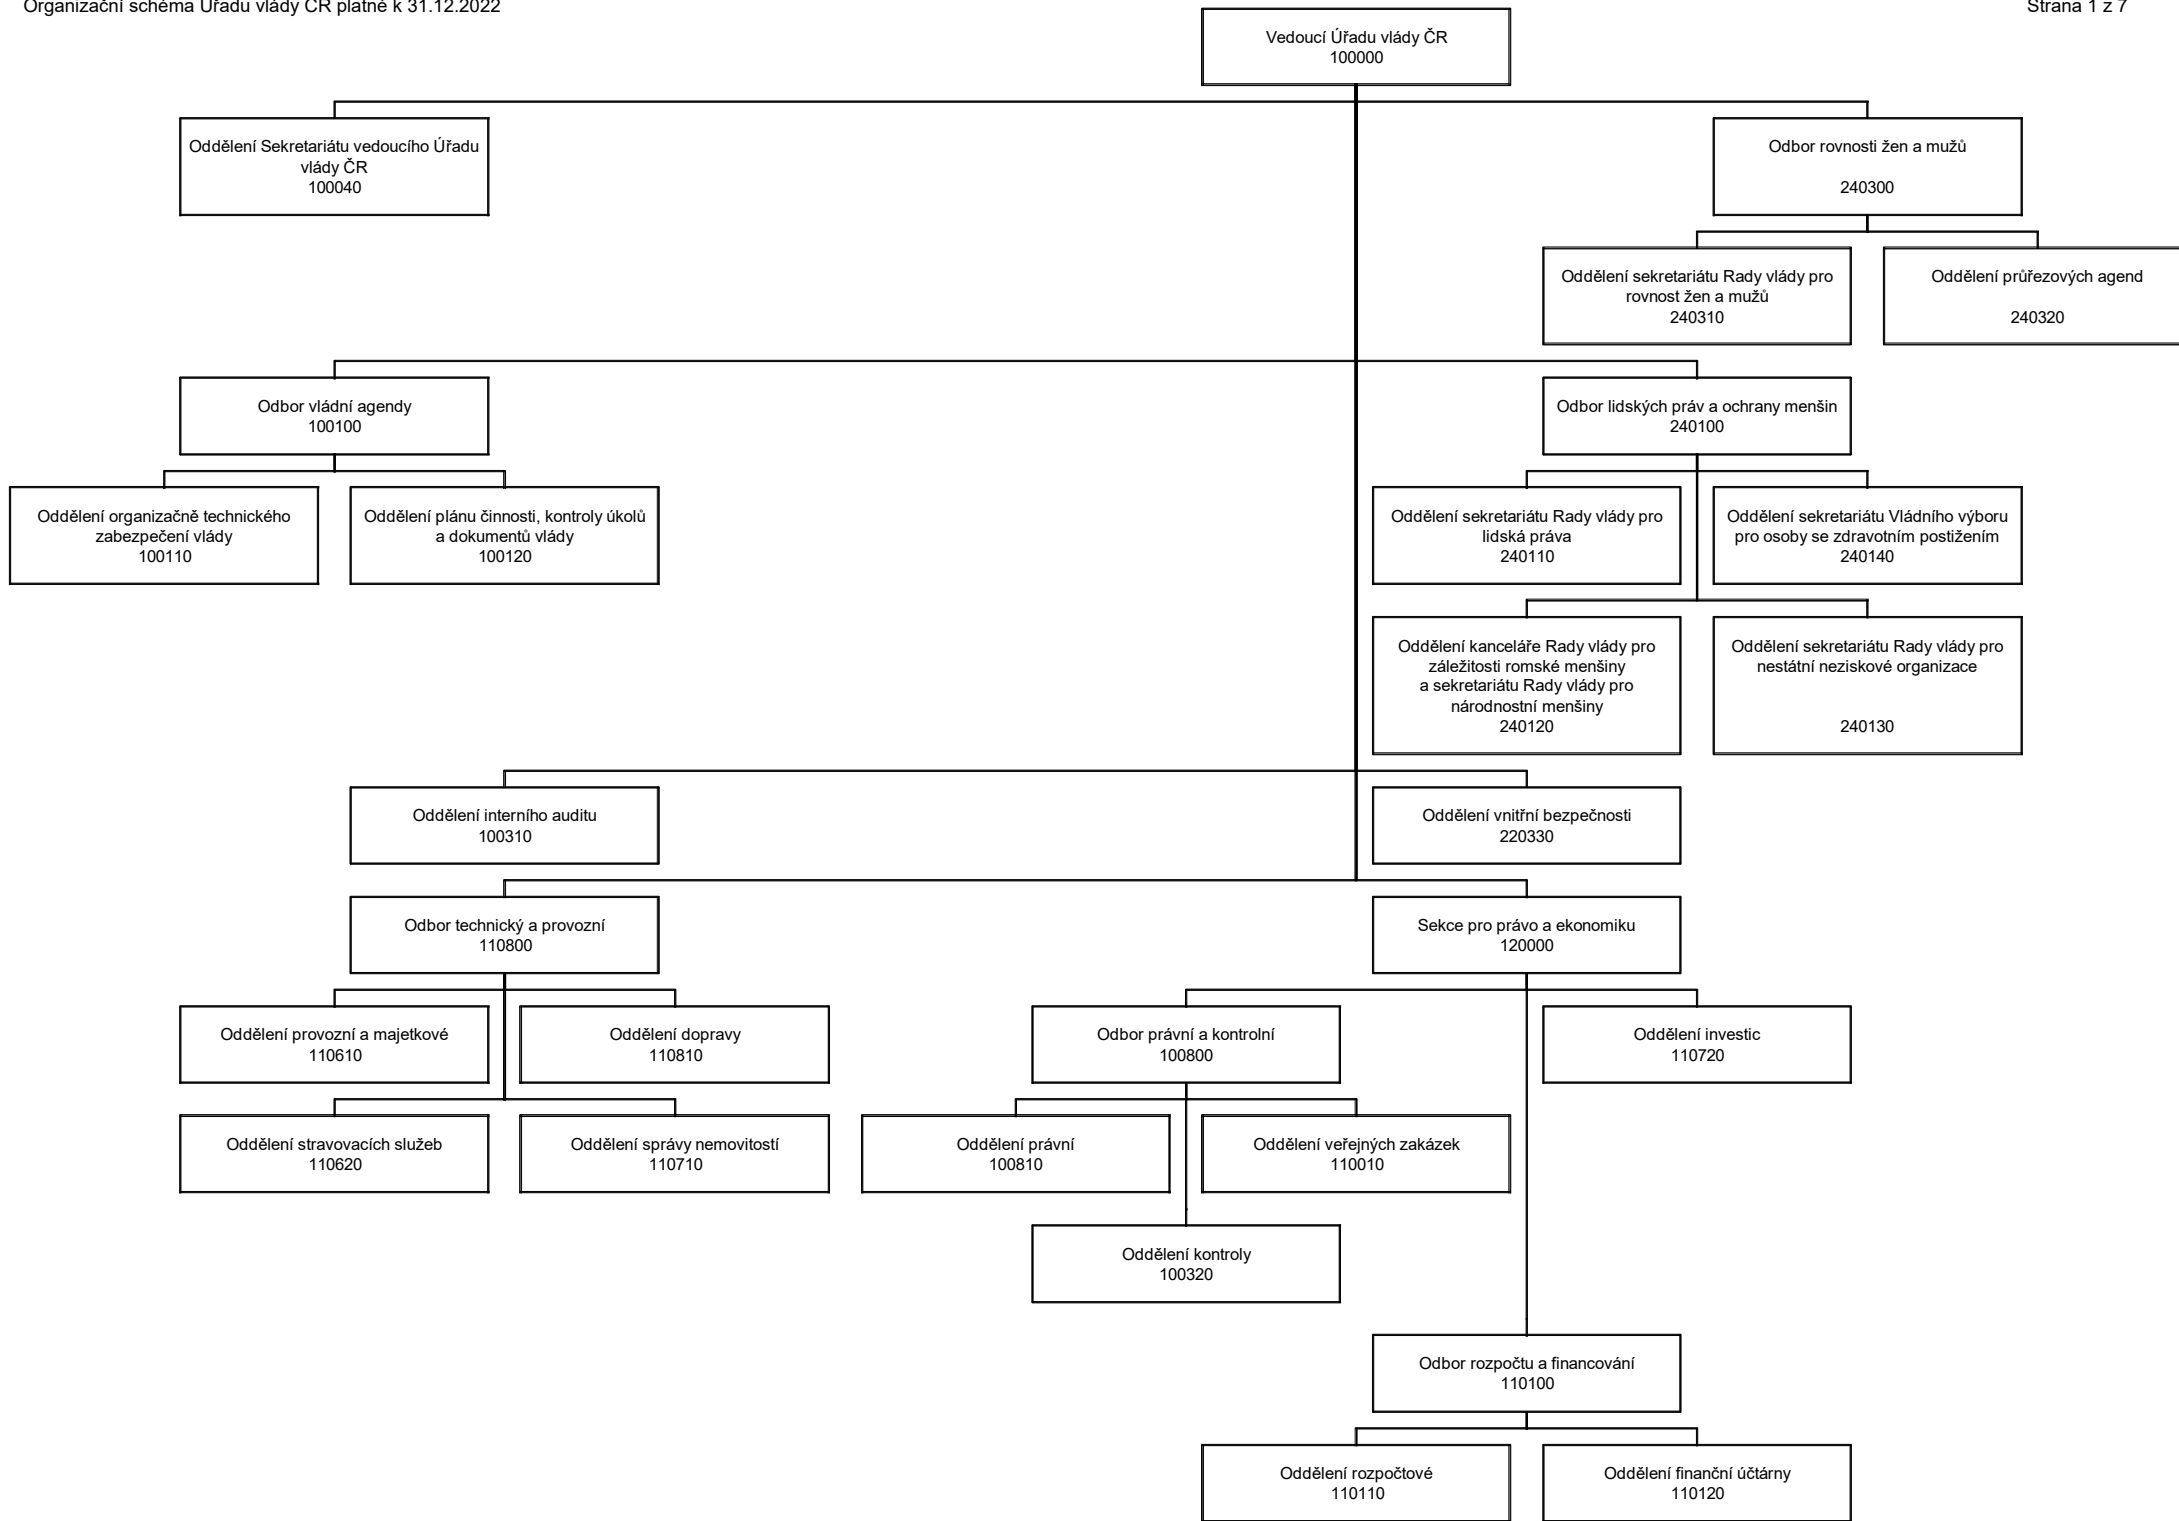 Organizační schéma Úřadu vlády ČR platné k 31.12.2022
Strana 1 z 7
Vedoucí Úřadu vlády ČR
100000
Oddělení Sekretariátu vedoucího Úřadu
vlády ČR
100040
Odbor rovnosti žen a mužů
240300
Oddělení sekretariátu Rady vlády pro
rovnost žen a mužů
240310
Oddělení průřezových agend
240320
Odbor vládní agendy
100100
Odbor lidských práv a ochrany menšin
240100
Oddělení organizačně technického
zabezpečení vlády
100110
Oddělení plánu činnosti, kontroly úkolů
a dokumentů vlády
100120
Oddělení sekretariátu Rady vlády pro
lidská práva
240110
Oddělení sekretariátu Vládního výboru
pro osoby se zdravotním postižením
240140
Oddělení kanceláře Rady vlády pro
záležitosti romské menšiny
a sekretariátu Rady vlády pro
národnostní menšiny
240120
Oddělení sekretariátu Rady vlády pro
nestátní neziskové organizace
240130
Oddělení interního auditu
100310
Oddělení vnitřní bezpečnosti
220330
Odbor technický a provozní
110800
Sekce pro právo a ekonomiku
120000
Oddělení provozní a majetkové
110610
Oddělení dopravy
110810
Odbor právní a kontrolní
100800
Oddělení investic
110720
Oddělení stravovacích služeb
110620
Oddělení správy nemovitostí
110710
Oddělení právní
100810
Oddělení veřejných zakázek
110010
Oddělení kontroly
100320
Odbor rozpočtu a financování
110100
Oddělení rozpočtové
110110
Oddělení finanční účtárny
110120